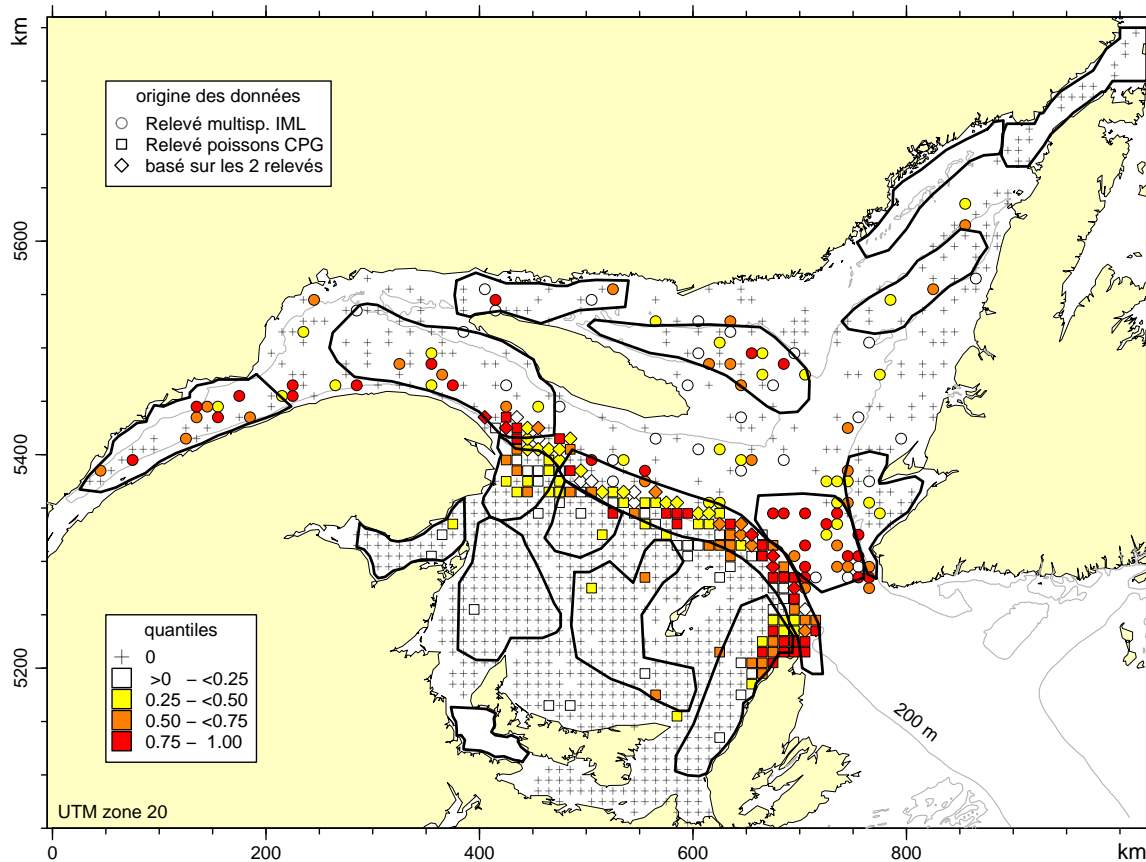 km
5600
5400
5200
origine des données
Relevé multisp. IML
Relevé poissons CPG
basé sur les 2 relevés
quantiles
0
>0 – <0.25
0.25 – <0.50
0.50 – <0.75
0.75 – 1.00
200 m
UTM zone 20
0 200 400 600 800 km